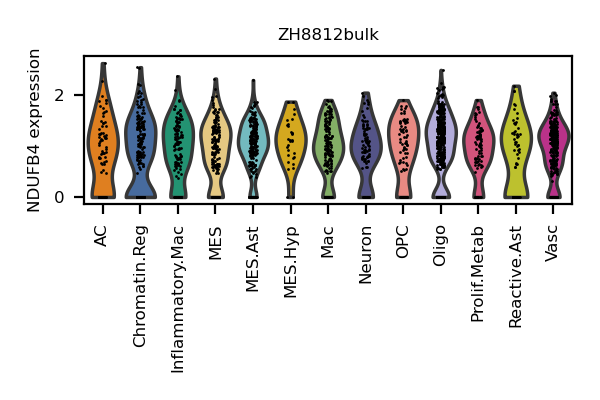 ZH8812bulk
NDUFB4 expression
2
0
AC
Chromatin.Reg
Inflammatory.Mac
MES
MES.Ast
MES.Hyp
Mac
Neuron
OPC
Oligo
Prolif.Metab
Reactive.Ast
Vasc